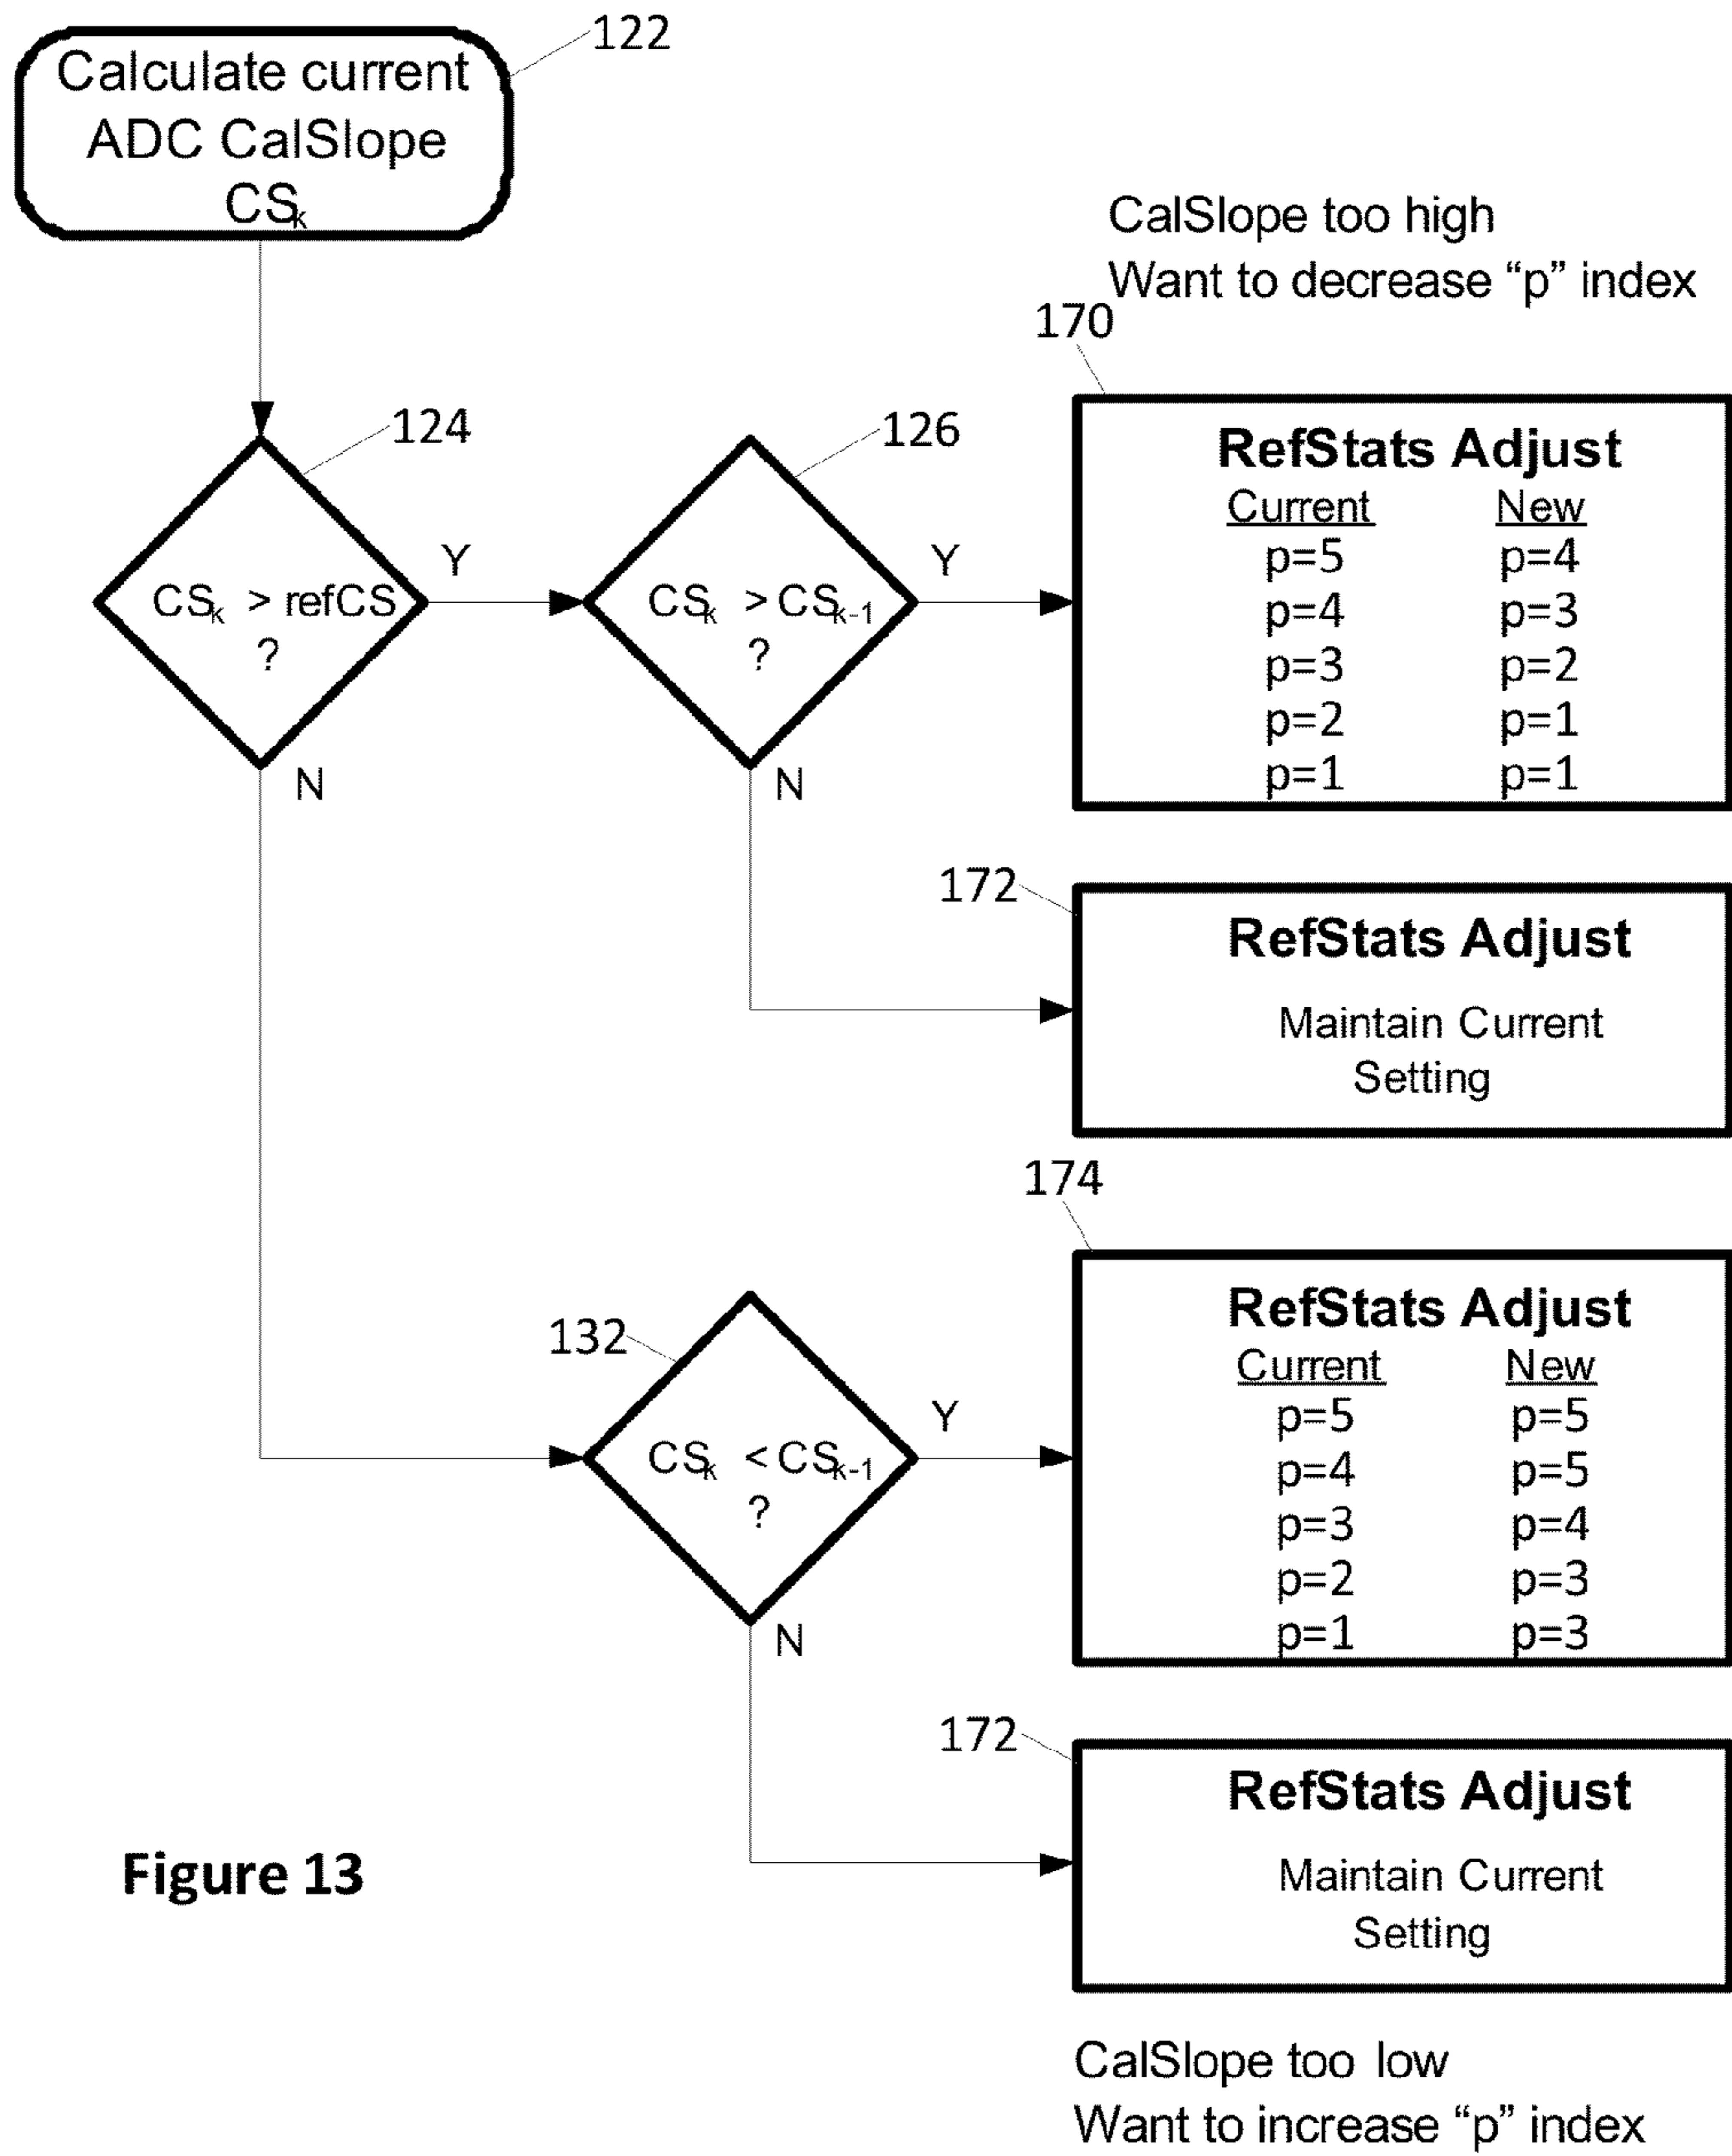 122
Calculate current
ADC CalSlope
CSk
CalSlope too high
Want to decrease “p” index
170
124
126
CSk > refCS
?
Y
N
CSk > CSk-1
?
Y
N
RefStats Adjust
Current New
p=5 p=4
p=4 p=3
p=3 p=2
p=2 p=1
p=1 p=1
172
RefStats Adjust
Maintain Current
Setting
174
132
CSk < CSk-1
?
Y
N
RefStats Adjust
Current New
p=5 p=5
p=4 p=5
p=3 p=4
p=2 p=3
p=1 p=3
172
RefStats Adjust
Maintain Current
Setting
Figure 13
CalSlope too low
Want to increase “p” index